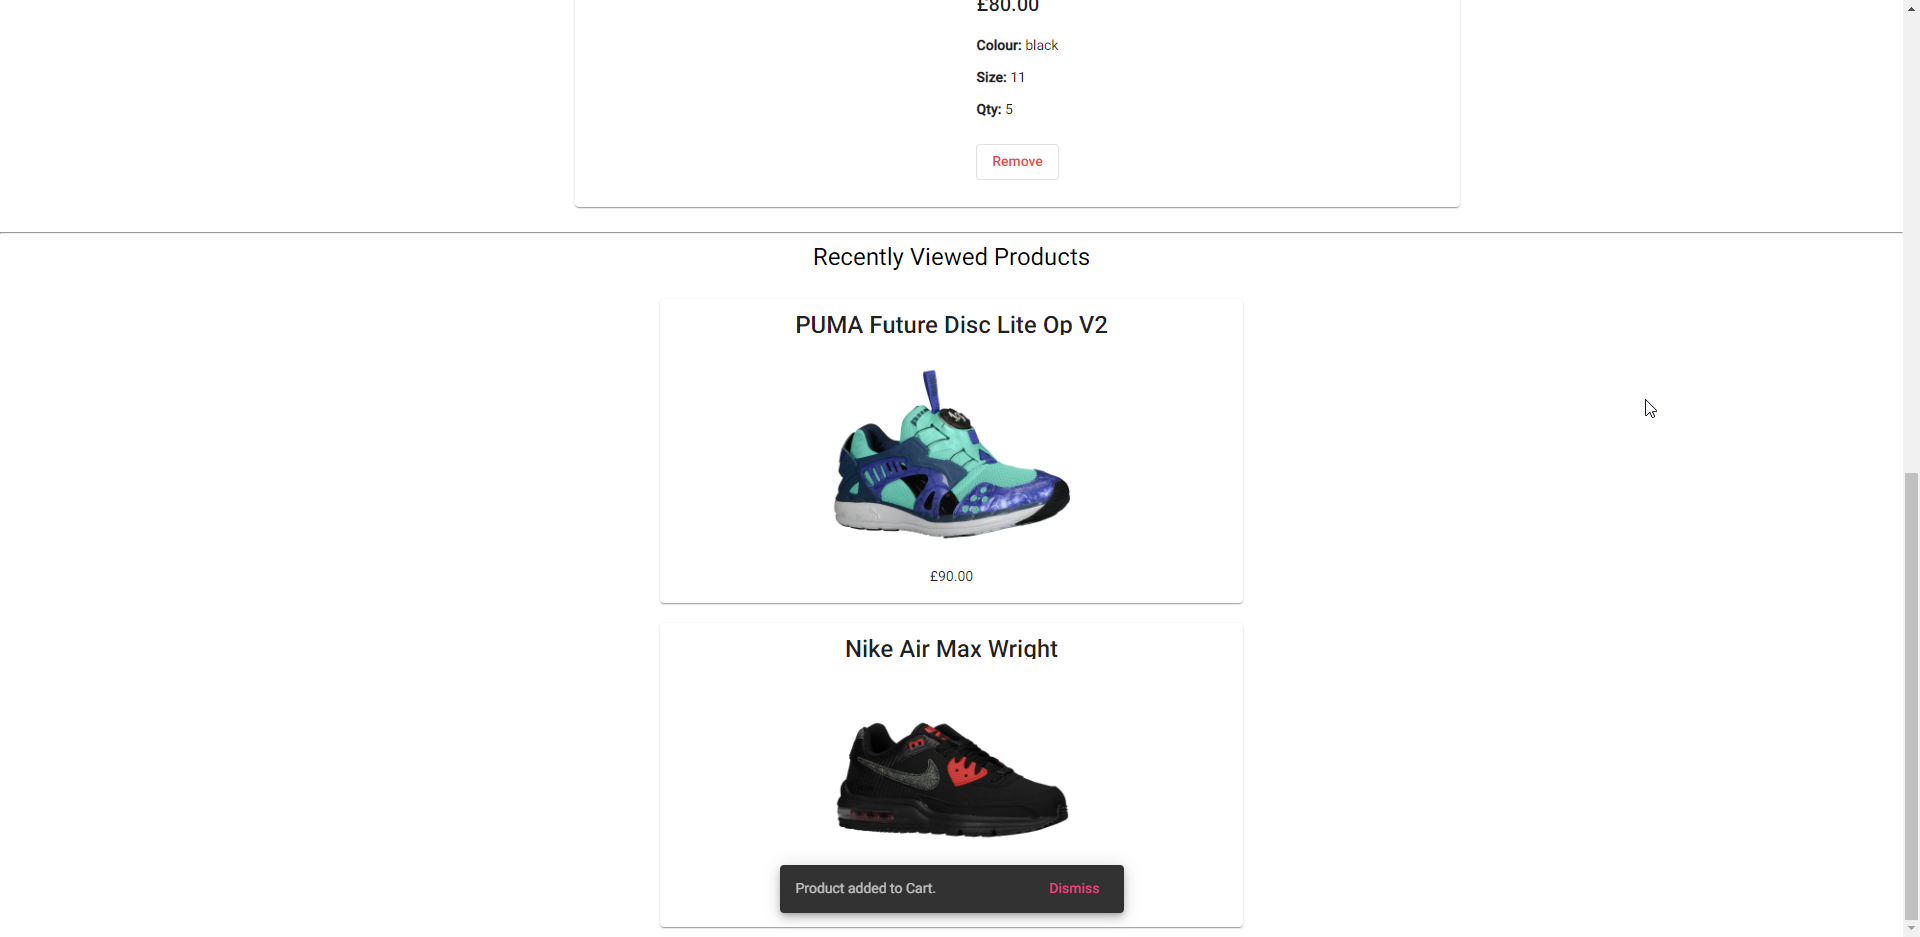 £80.00
Colour: black
Size: 11
Qty: 5
Remove
Recently Viewed Products
PUMA Future Disc Lite Op V2
£90.00
Nike Air Max Wright
Product added to Cart. Dismiss